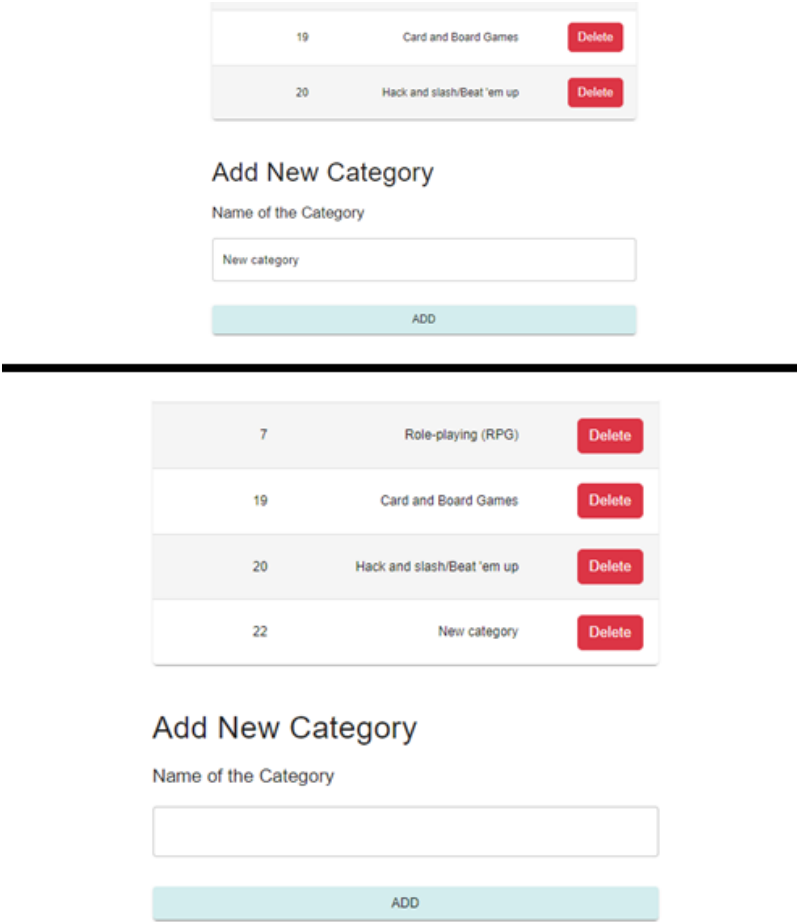 19 Card and Board Games Delete
20 Hack and slash/Beat 'em up Delete
Add New Category
Name of the Category
New category
ADD
7 Role-playing (RPG) Delete
19 Card and Board Games Delete
20 Hack and slash/Beat 'em up Delete
22 New category Delete
Add New Category
Name of the Category
ADD